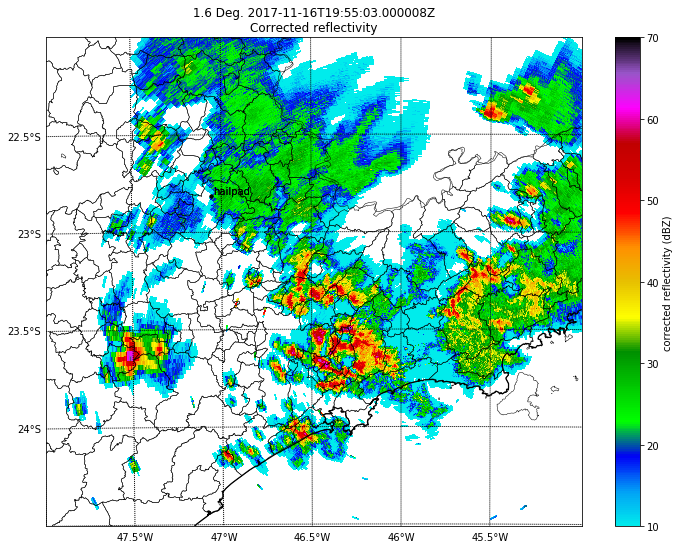 1.6 Deg. 2017-11-16T19:55:03.000008Z
Corrected reflectivity
22.5°S
23°S
23.5°S
24°S
47.5°W
47°W
46.5°W
46°W
45.5°W
hailpad
70
60
50
40
30
20
10
corrected reflectivity (dBZ)